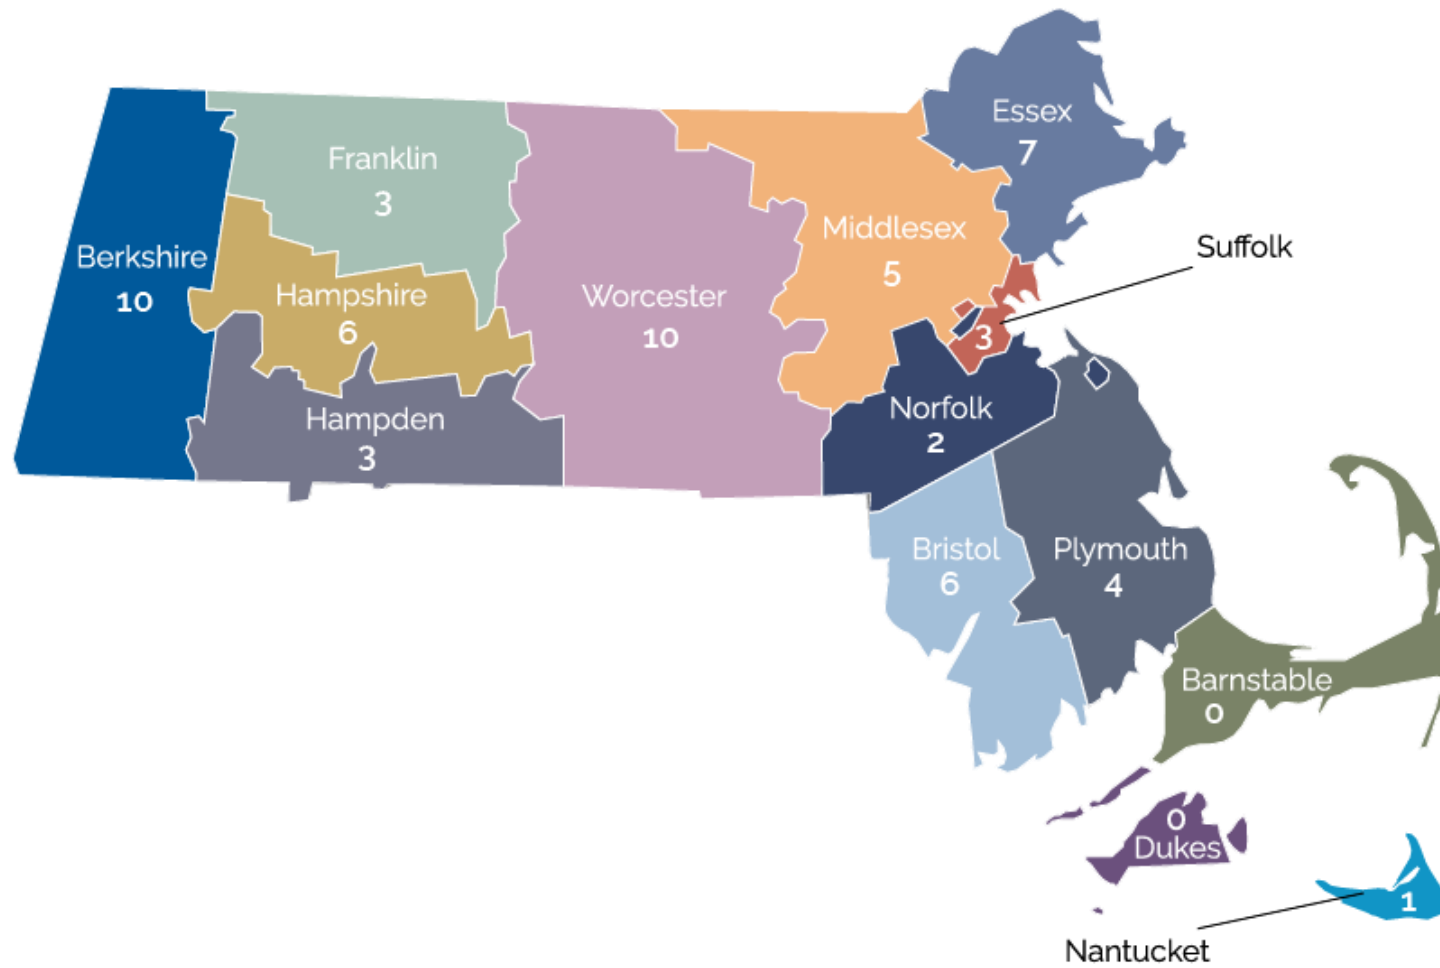 Essex
7
Franklin
3
Middlesex
5
Suffolk
3
Berkshire
10
Hampshire
6
Worcester
10
Norfolk
2
Hampden
3
Bristol
6
Plymouth
4
Barnstable
0
0
Dukes
1
Nantucket